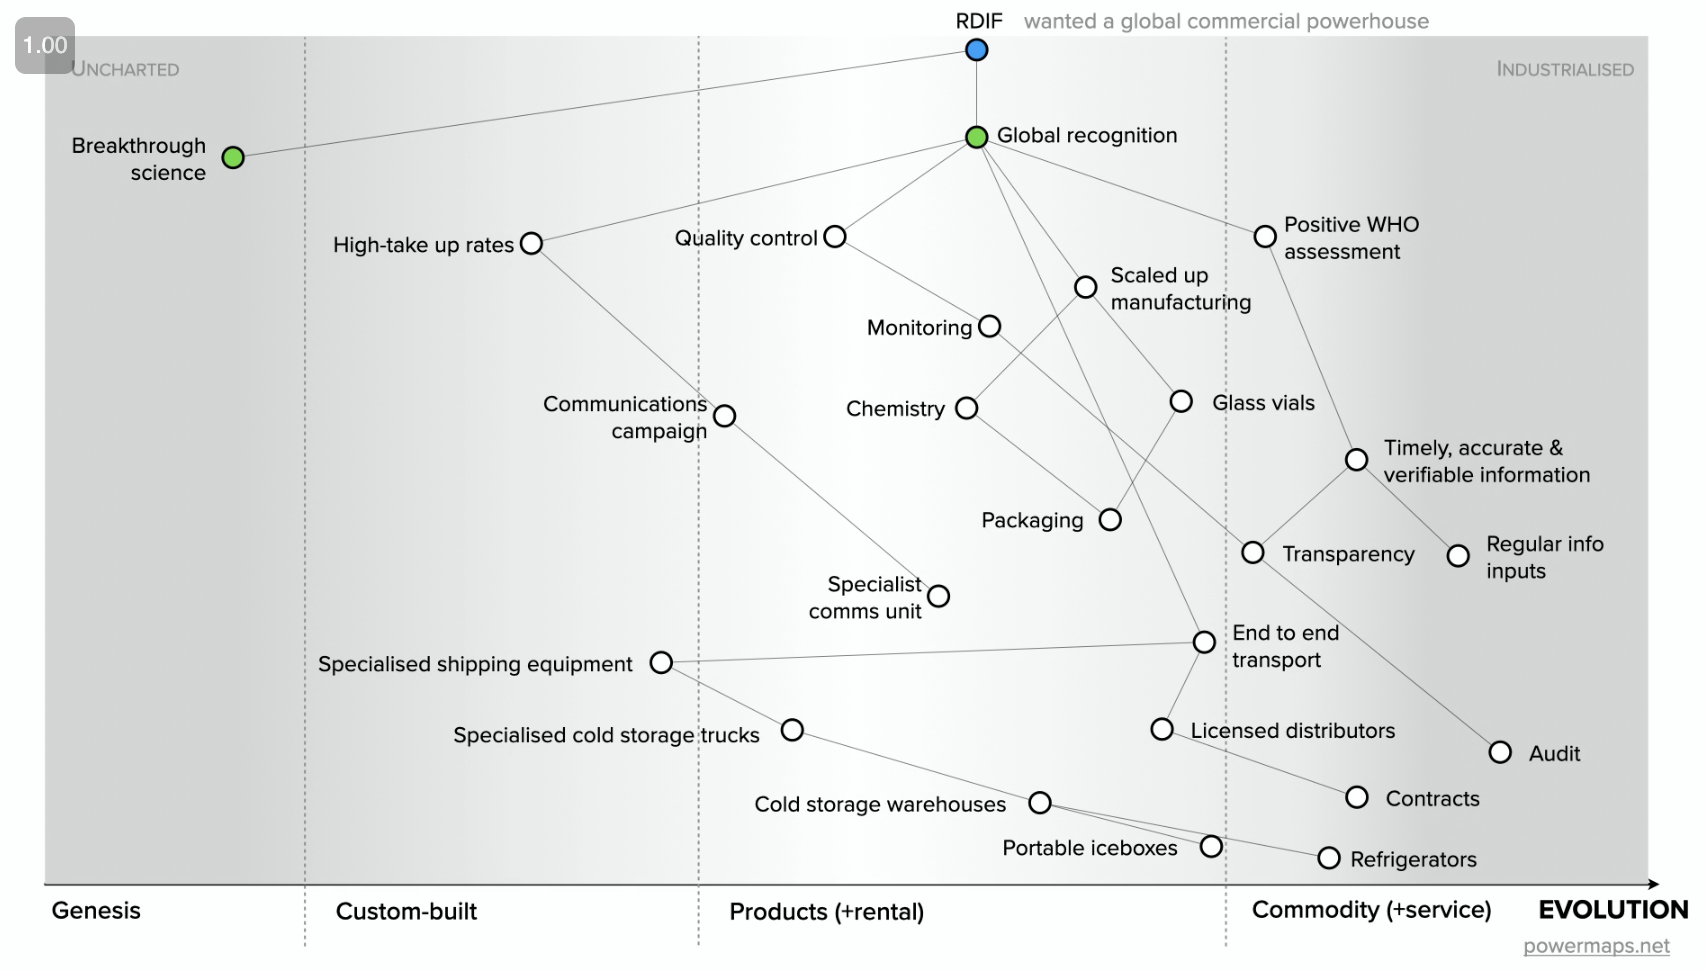 RDIF wanted a global commercial powerhouse
1.00
UNCHARTED
INDUSTRIALISED
Breakthrough
science
Global recognition
High-take up rates
Quality control
Positive WHO
assessment
Scaled up
manufacturing
Monitoring
Communications
campaign
Chemistry
Glass vials
Timely, accurate &
verifiable information
Packaging
Transparency
Regular info
inputs
Specialist
comms unit
End to end
transport
Specialised shipping equipment
Specialised cold storage trucks
Licensed distributors
Audit
Cold storage warehouses
Contracts
Portable iceboxes
Refrigerators
Genesis
Custom-built
Products (+rental)
Commodity (+service)
EVOLUTION
powermaps.net